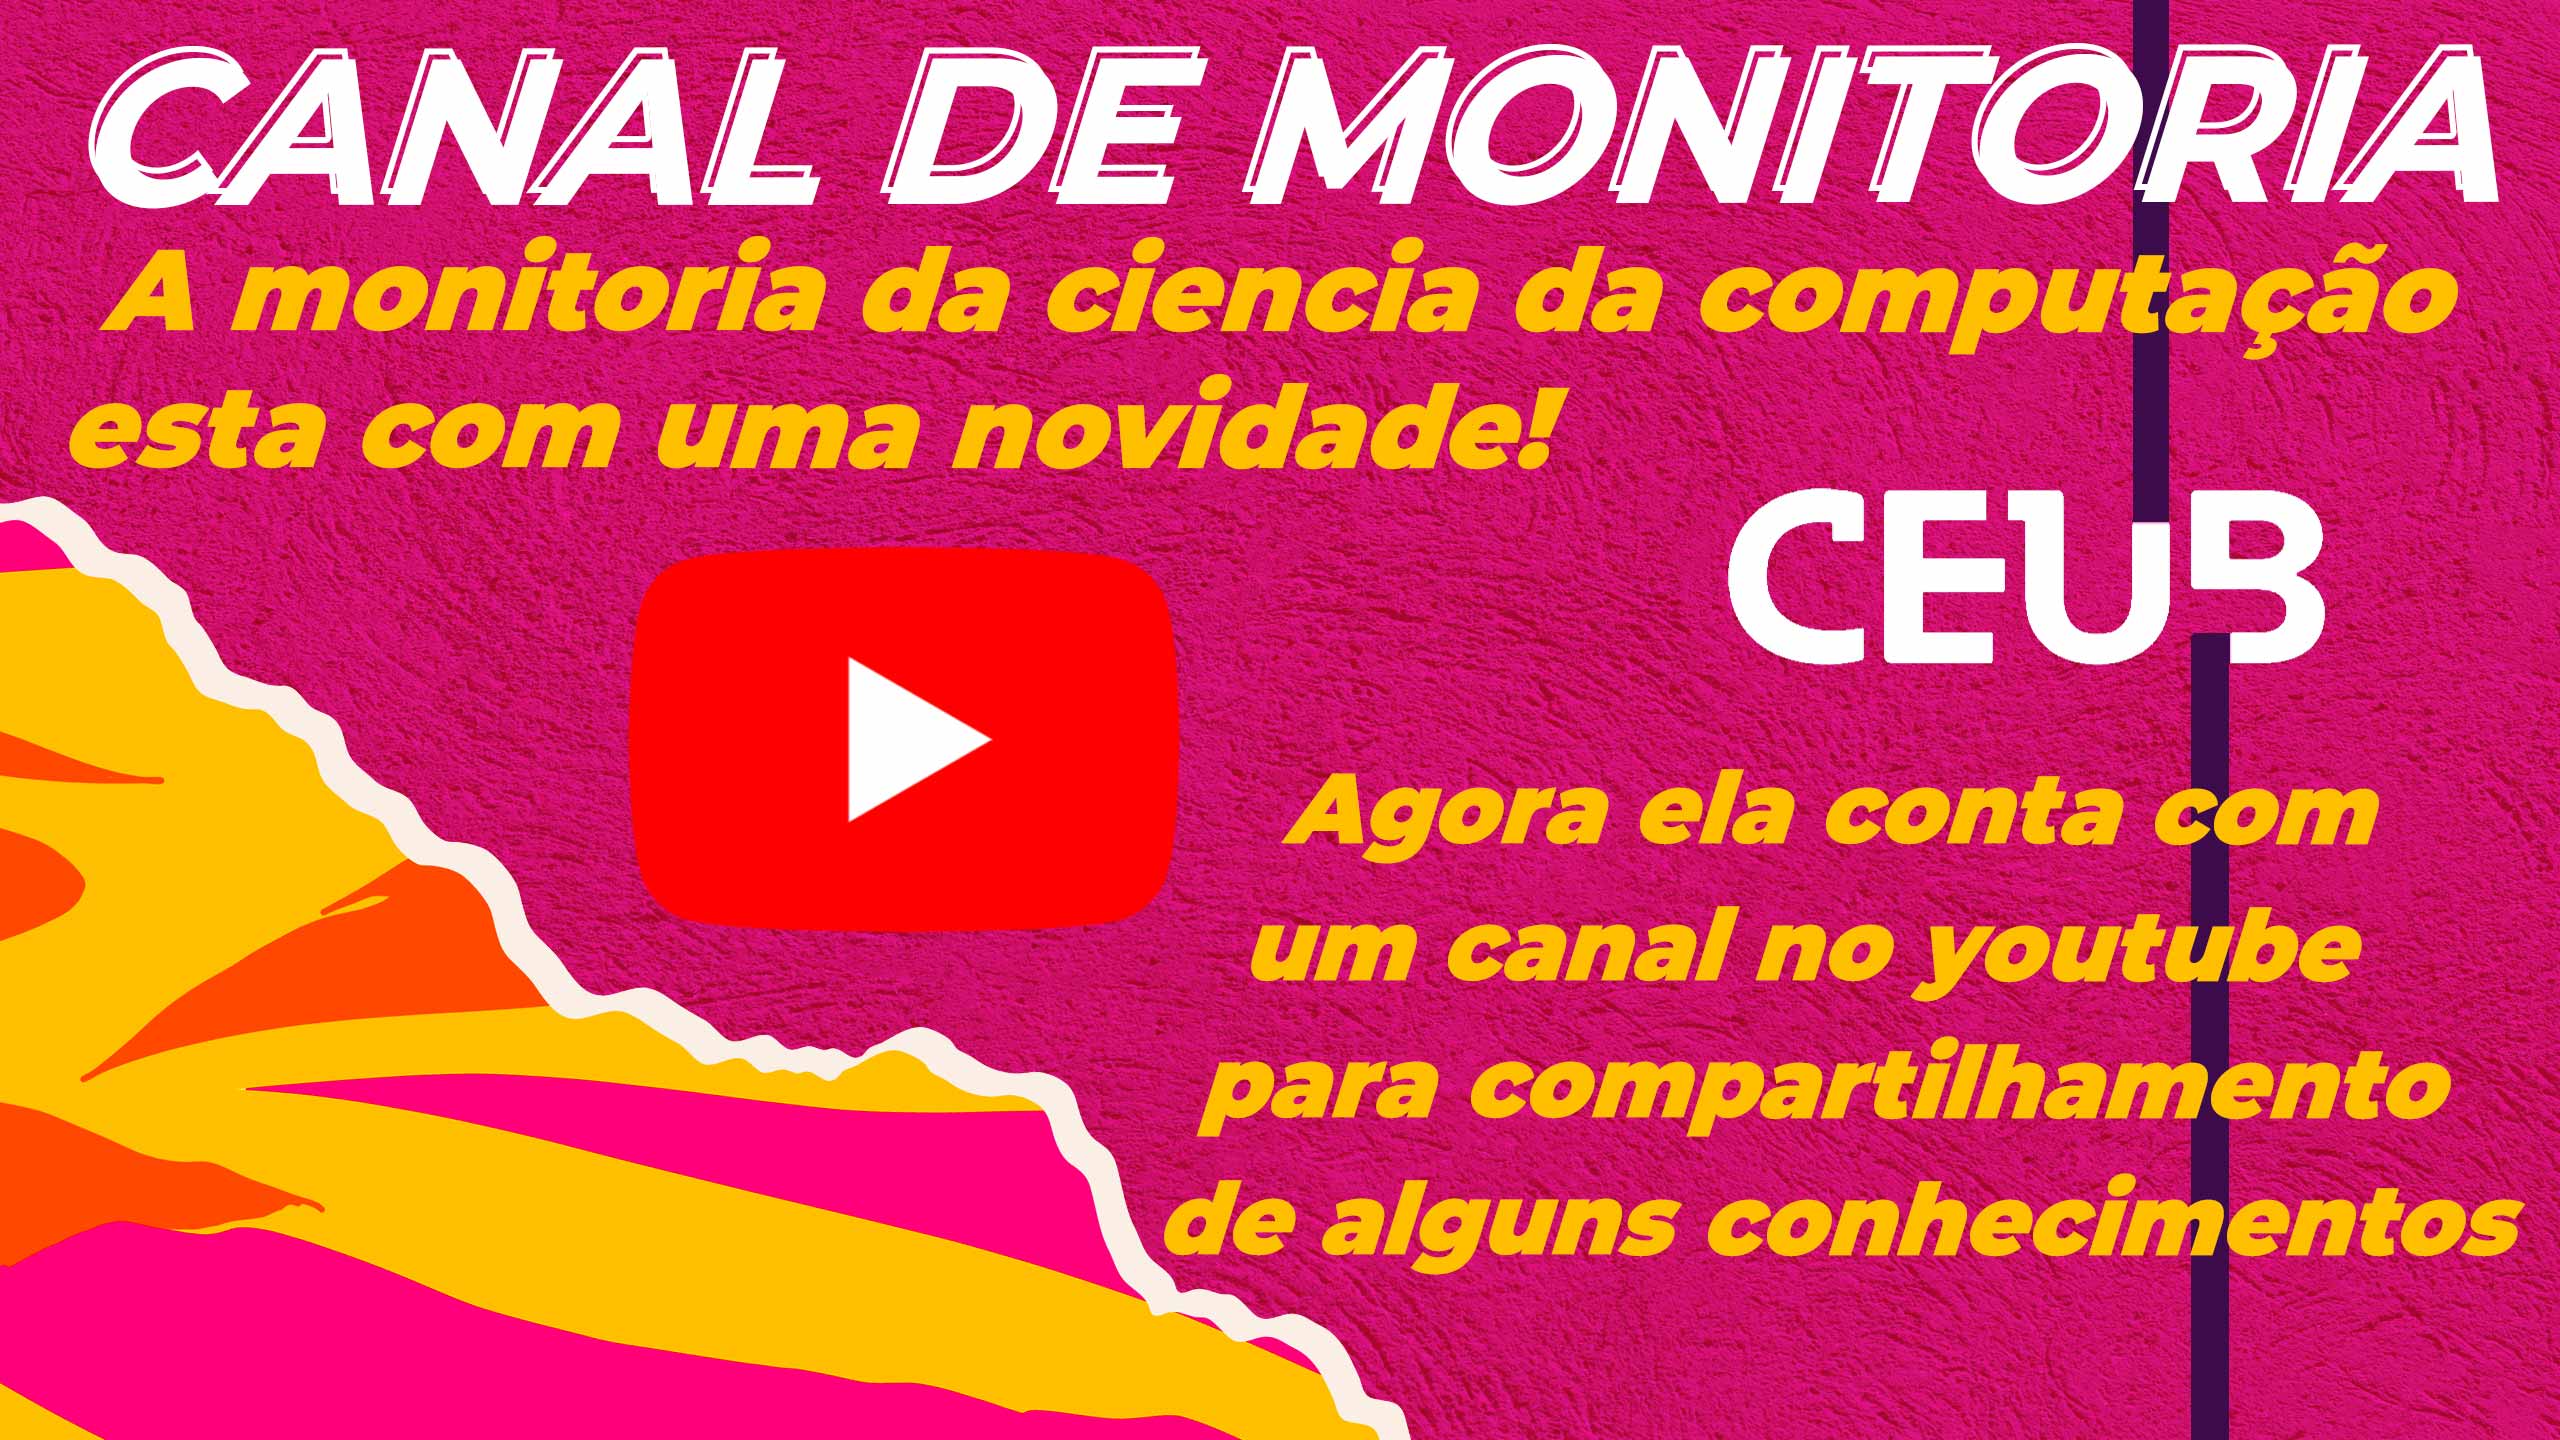 CANAL DE MONITORIA
A monitoria da ciencia da computação
esta com uma novidade!
CEUB
Agora ela conta com
um canal no youtube
para compartilhamento
de alguns conhecimentos